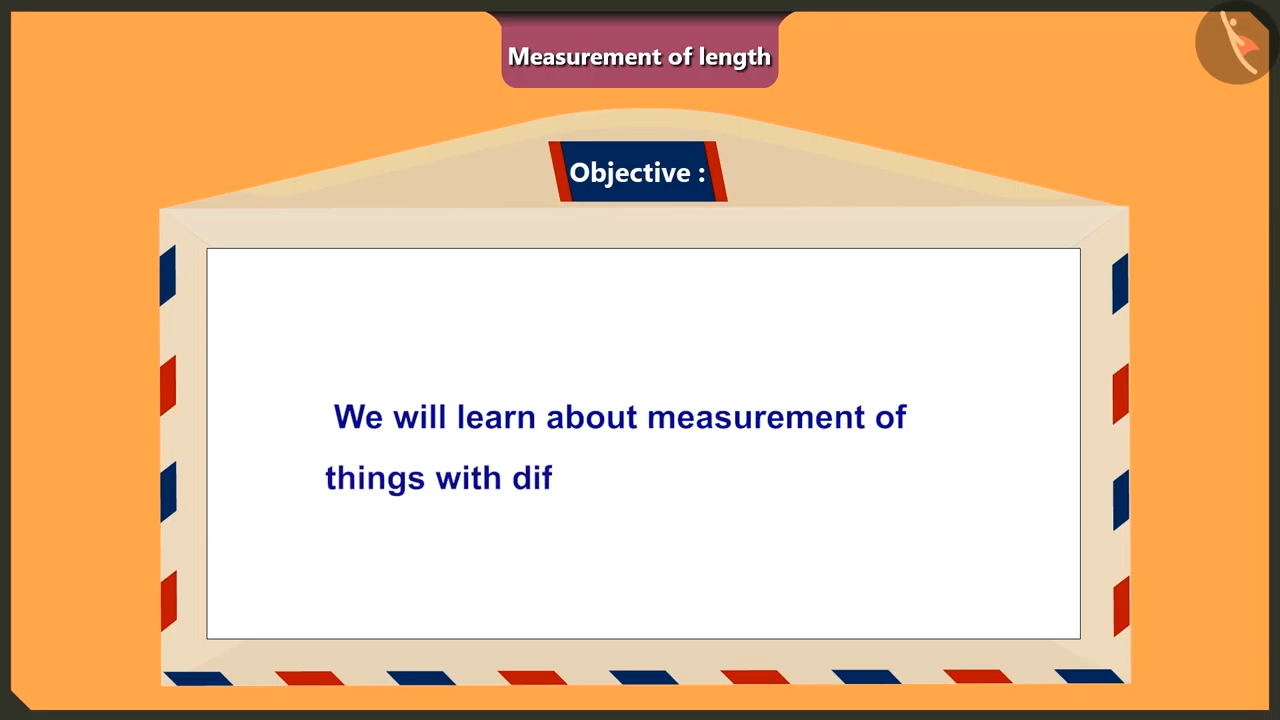 Measurement of length
Objective :
We will learn about measurement of
things with dif